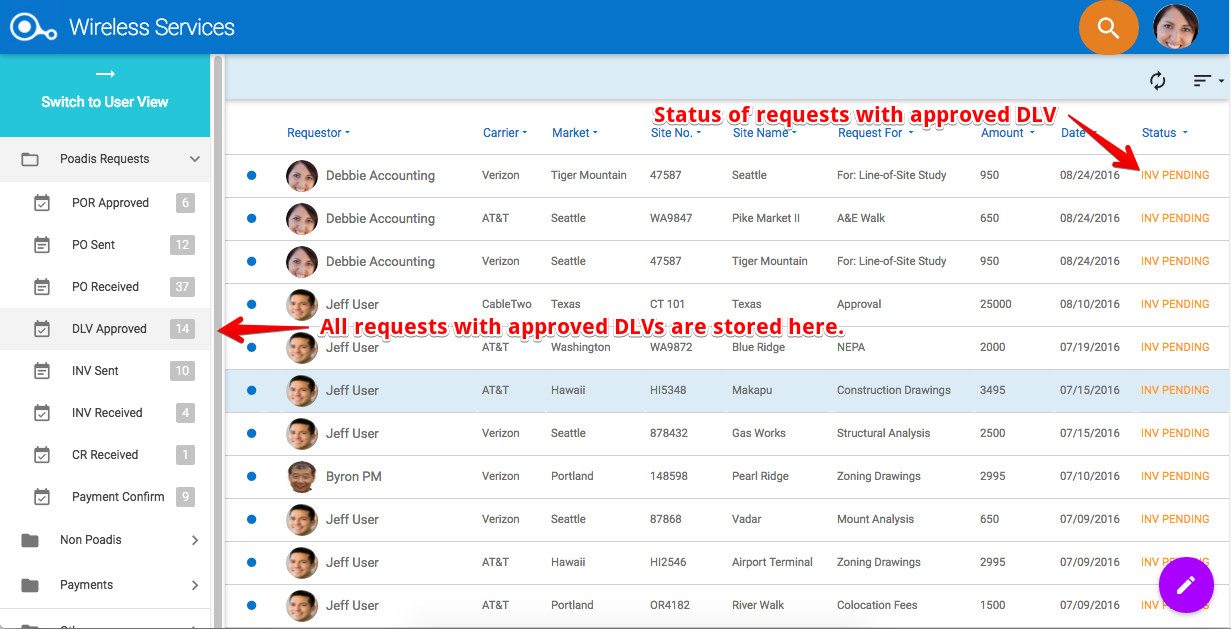 Wireless Services
Switch to User View
Poadis Requests
POR Approved 6
PO Sent 12
PO Received 37
DLV Approved 14
INV Sent 10
INV Received 4
CR Received 1
Payment Confirm 9
Non Poadis
Payments
Status of requests with approved DLV
Requestor Carrier Market Site No. Site Name Request For Amount Date Status
Debbie Accounting Verizon Tiger Mountain 47587 Seattle For: Line-of-Site Study 950 08/24/2016 INV PENDING
Debbie Accounting AT&T Seattle WA9847 Pike Market II A&E Walk 650 08/24/2016 INV PENDING
Debbie Accounting Verizon Seattle 47587 Tiger Mountain For: Line-of-Site Study 950 08/24/2016 INV PENDING
Jeff User CableTwo Texas CT 101 Texas Approval 25000 08/10/2016 INV PENDING
All requests with approved DLVs are stored here.
Jeff User AT&T Washington WA9872 Blue Ridge NEPA 2000 07/19/2016 INV PENDING
Jeff User AT&T Hawaii HI5348 Makapu Construction Drawings 3495 07/15/2016 INV PENDING
Jeff User Verizon Seattle 878432 Gas Works Structural Analysis 2500 07/15/2016 INV PENDING
Byron PM Verizon Portland 148598 Pearl Ridge Zoning Drawings 2995 07/10/2016 INV PENDING
Jeff User Verizon Seattle 87868 Vadar Mount Analysis 650 07/09/2016 INV PENDING
Jeff User AT&T Hawaii HI2546 Airport Terminal Zoning Drawings 2995 07/09/2016 INV
Jeff User AT&T Portland OR4182 River Walk Colocation Fees 1500 07/09/2016 INV